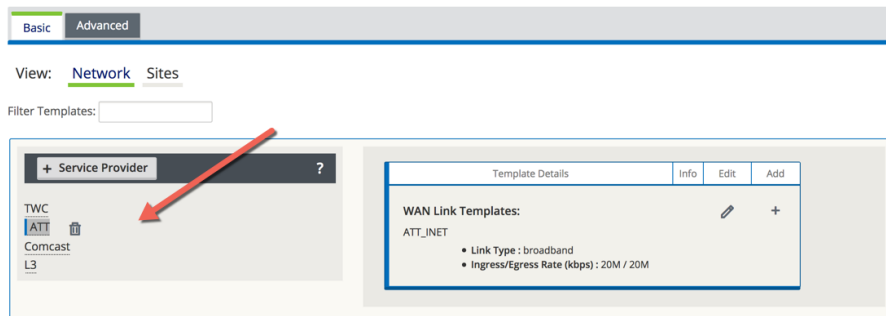 Basic Advanced
View: Network Sites
Filter Templates:
+ Service Provider ?
TWC
ATT
Comcast
L3
Template Details Info Edit Add
WAN Link Templates: +
ATT_INET
• Link Type : broadband
• Ingress/Egress Rate (kbps) : 20M / 20M